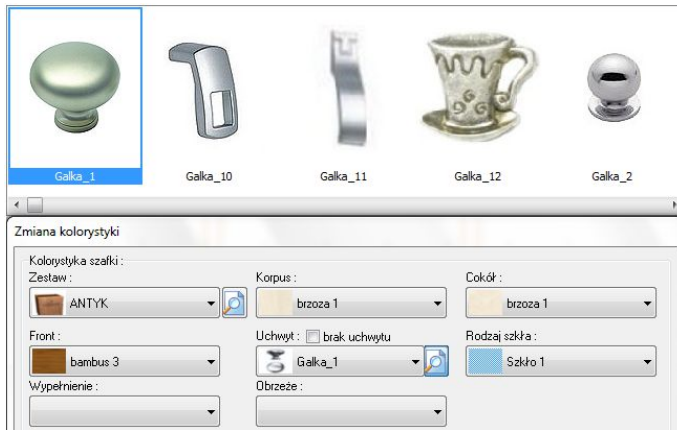 Galka_1 Galka_10 Galka_11 Galka_12 Galka_2
Zmiana kolorystyki
Kolorystyka szafki :
Zestaw : Korpus : Cokół :
ANTYK brzoza 1 brzoza 1
Front : Uchwyt : brak uchwytu Rodzaj szkła :
bambus 3 Galka_1 Szkło 1
Wypełnienie : Obrzeże :